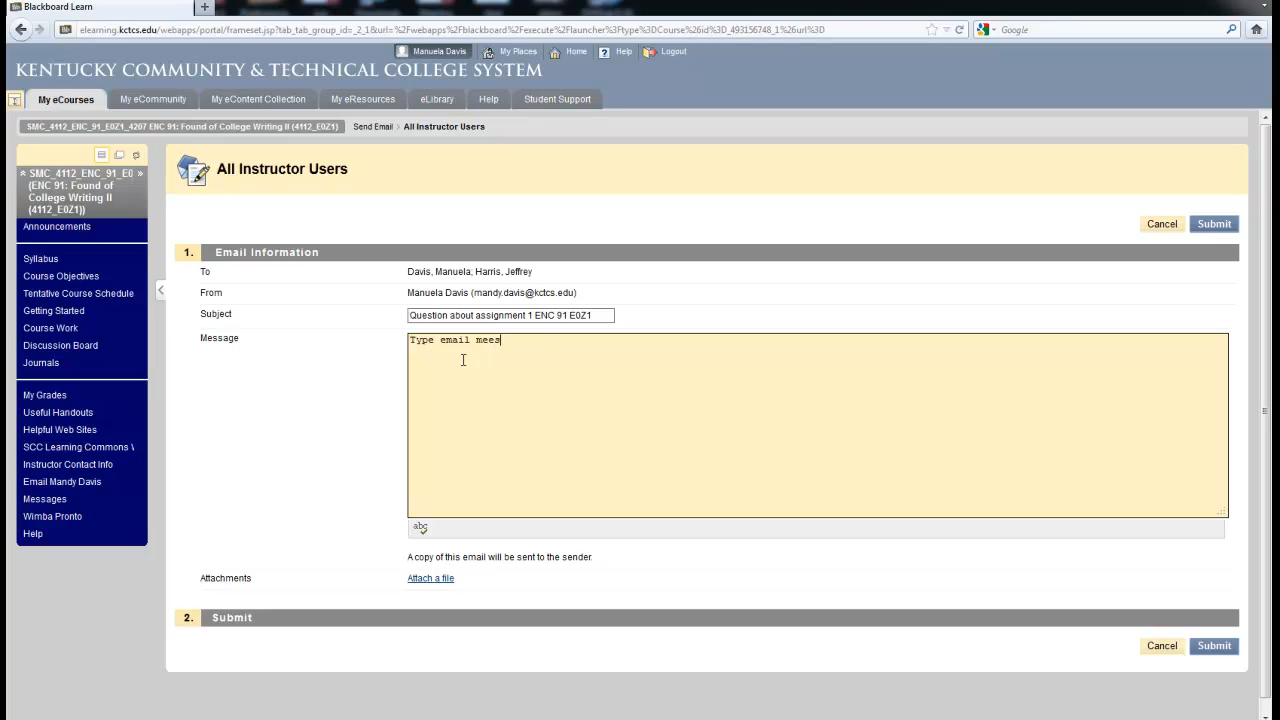 Blackboard Learn
+
elearning.kctcs.edu/webapps/portal/frameset.jsp?tab_tab_group_id=_2_1&url=%2Fwebapps%2Fblackboard%2Fexecute%2Flauncher%3Ftype%3DCourse%26id%3D_493156748_1%26url%3D
Google
Manuela Davis My Places Home ? Help Logout
KENTUCKY COMMUNITY & TECHNICAL COLLEGE SYSTEM
My eCourses My eCommunity My eContent Collection My eResources eLibrary Help Student Support
SMC_4112_ENC_91_E0Z1_4207 ENC 91: Found of College Writing II (4112_E0Z1) Send Email > All Instructor Users
SMC_4112_ENC_91_E0
(ENC 91: Found of
College Writing II
(4112_E0Z1))
Announcements
Syllabus
Course Objectives
Tentative Course Schedule
Getting Started
Course Work
Discussion Board
Journals
My Grades
Useful Handouts
Helpful Web Sites
SCC Learning Commons \
Instructor Contact Info
Email Mandy Davis
Messages
Wimba Pronto
Help
All Instructor Users
Cancel Submit
1. Email Information
To Davis, Manuela; Harris, Jeffrey
From Manuela Davis (mandy.davis@kctcs.edu)
Subject Question about assignment 1 ENC 91 E0Z1
Message Type email mees
abc
A copy of this email will be sent to the sender.
Attachments Attach a file
2. Submit
Cancel Submit